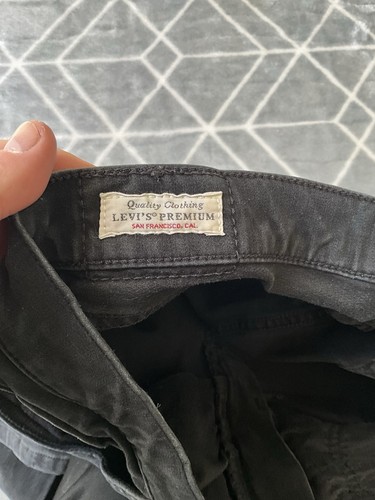 Quality Clothing
LEVI'S® PREMIUM
SAN FRANCISCO, CAL.